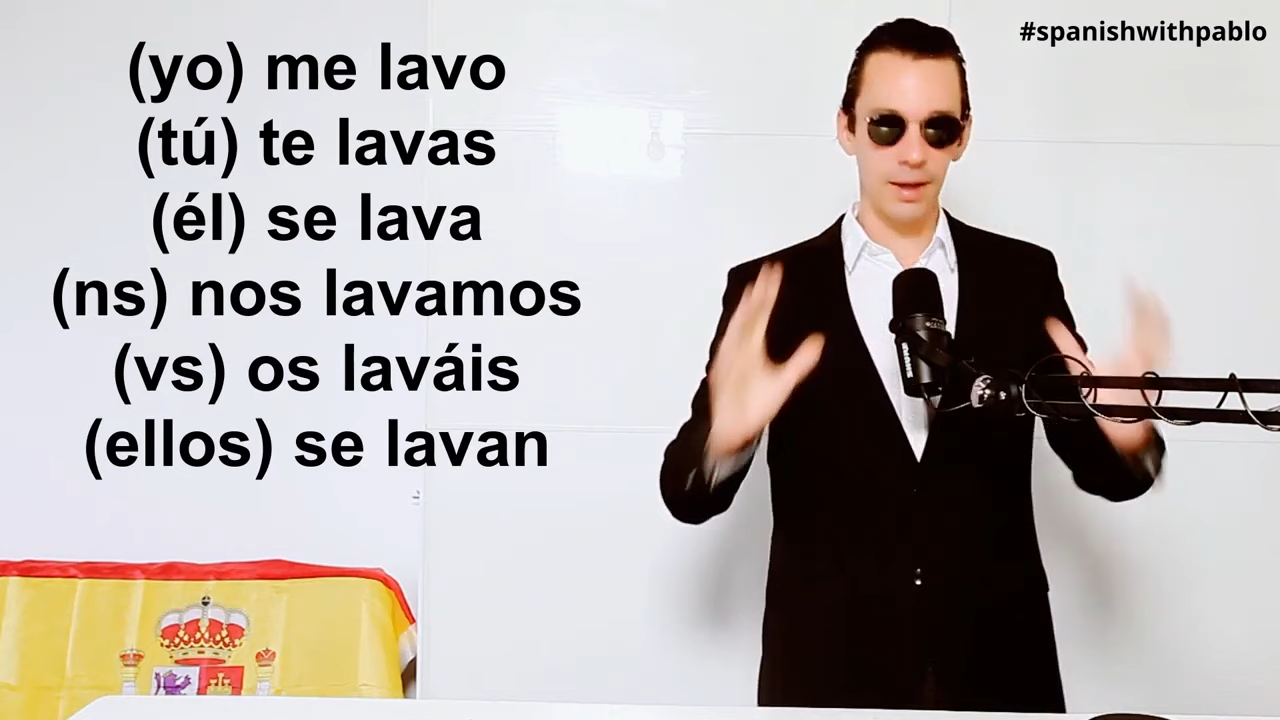 #spanishwithpablo
(yo) me lavo
(tú) te lavas
(él) se lava
(ns) nos lavamos
(vs) os laváis
(ellos) se lavan
SHURE